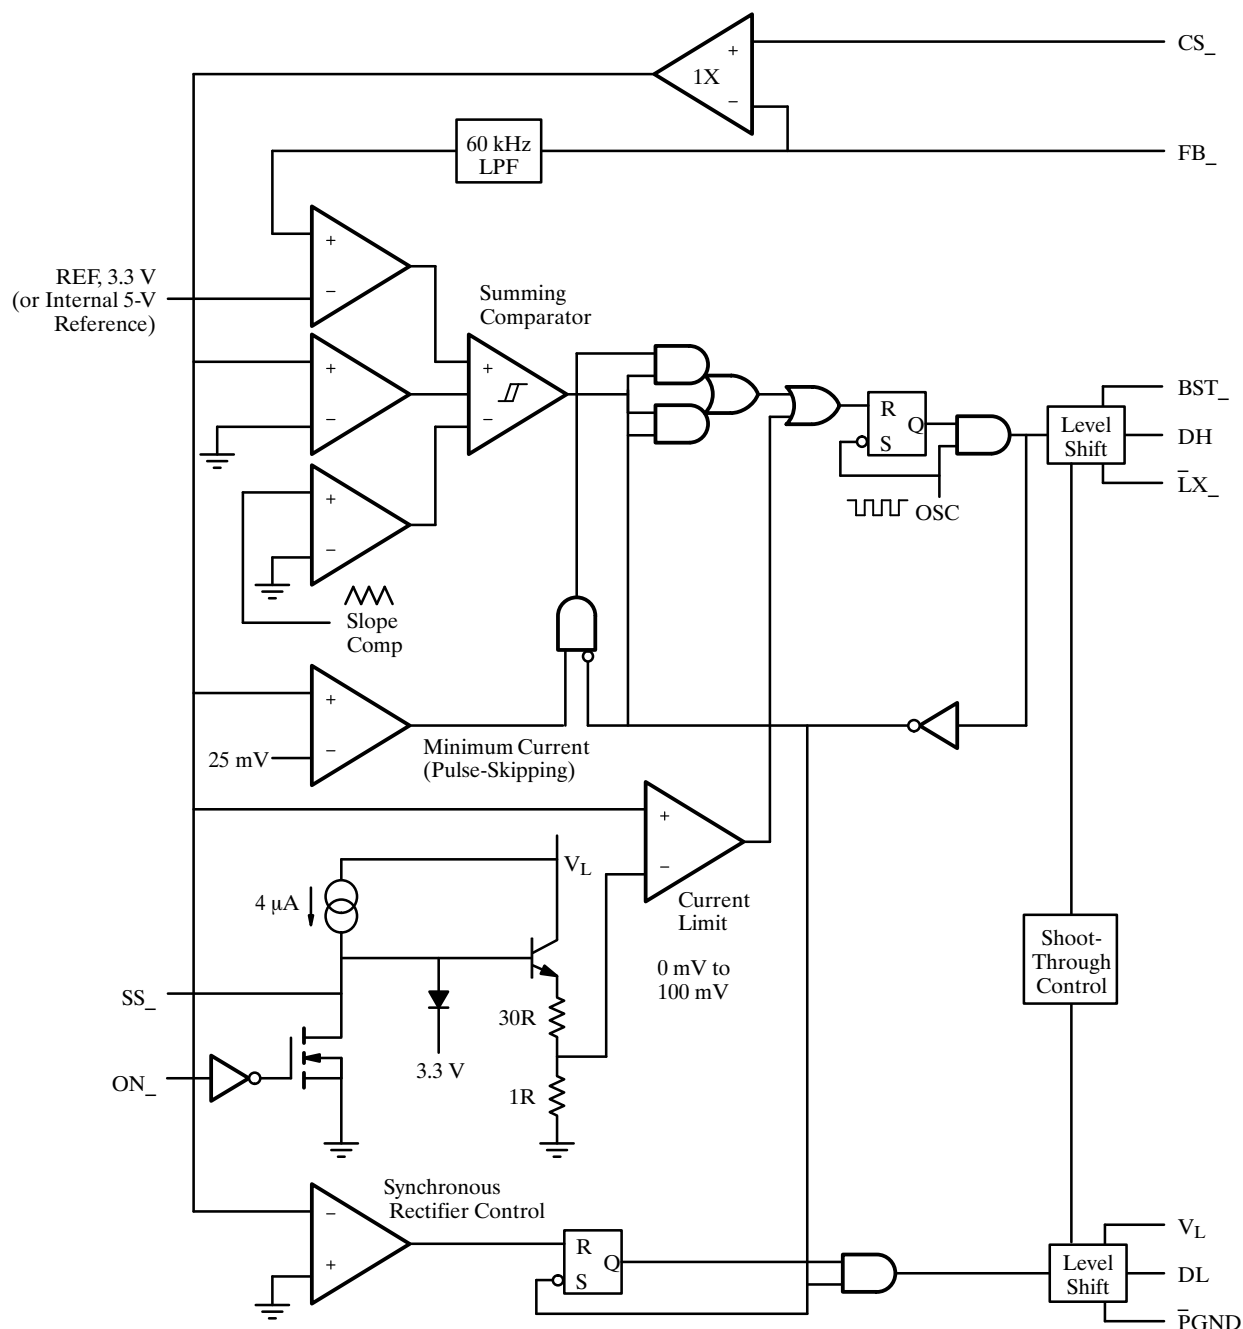 CS_
+
1X
−
60 kHz
LPF
FB_
+
REF, 3.3 V
(or Internal 5-V
Reference)
−
Summing
Comparator
+
−
+
−
BST_
R
Q
S
Level
Shift
DH
LX_
OSC
+
−
Slope
Comp
+
−
25 mV
Minimum Current
(Pulse-Skipping)
+
−
VL
4 µA
Current
Limit
0 mV to
100 mV
Shoot-
Through
Control
SS_
30R
3.3 V
ON_
1R
Synchronous
Rectifier Control
−
+
R
Q
S
VL
Level
Shift
DL
PGND